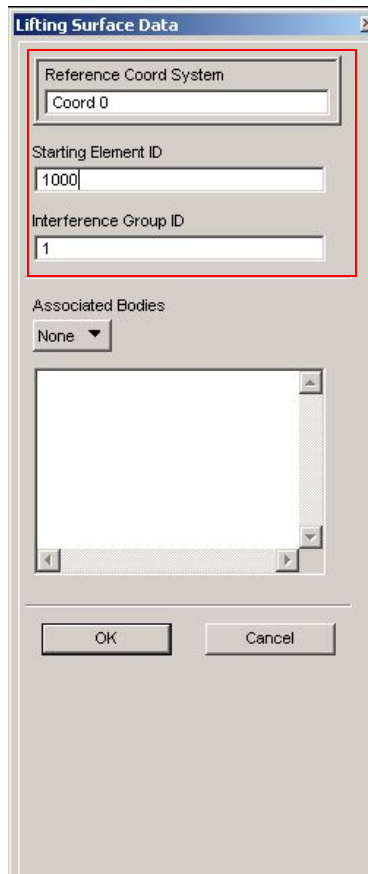 Lifting Surface Data
Reference Coord System
Coord 0
Starting Element ID
1000
Interference Group ID
1
Associated Bodies
None
OK Cancel